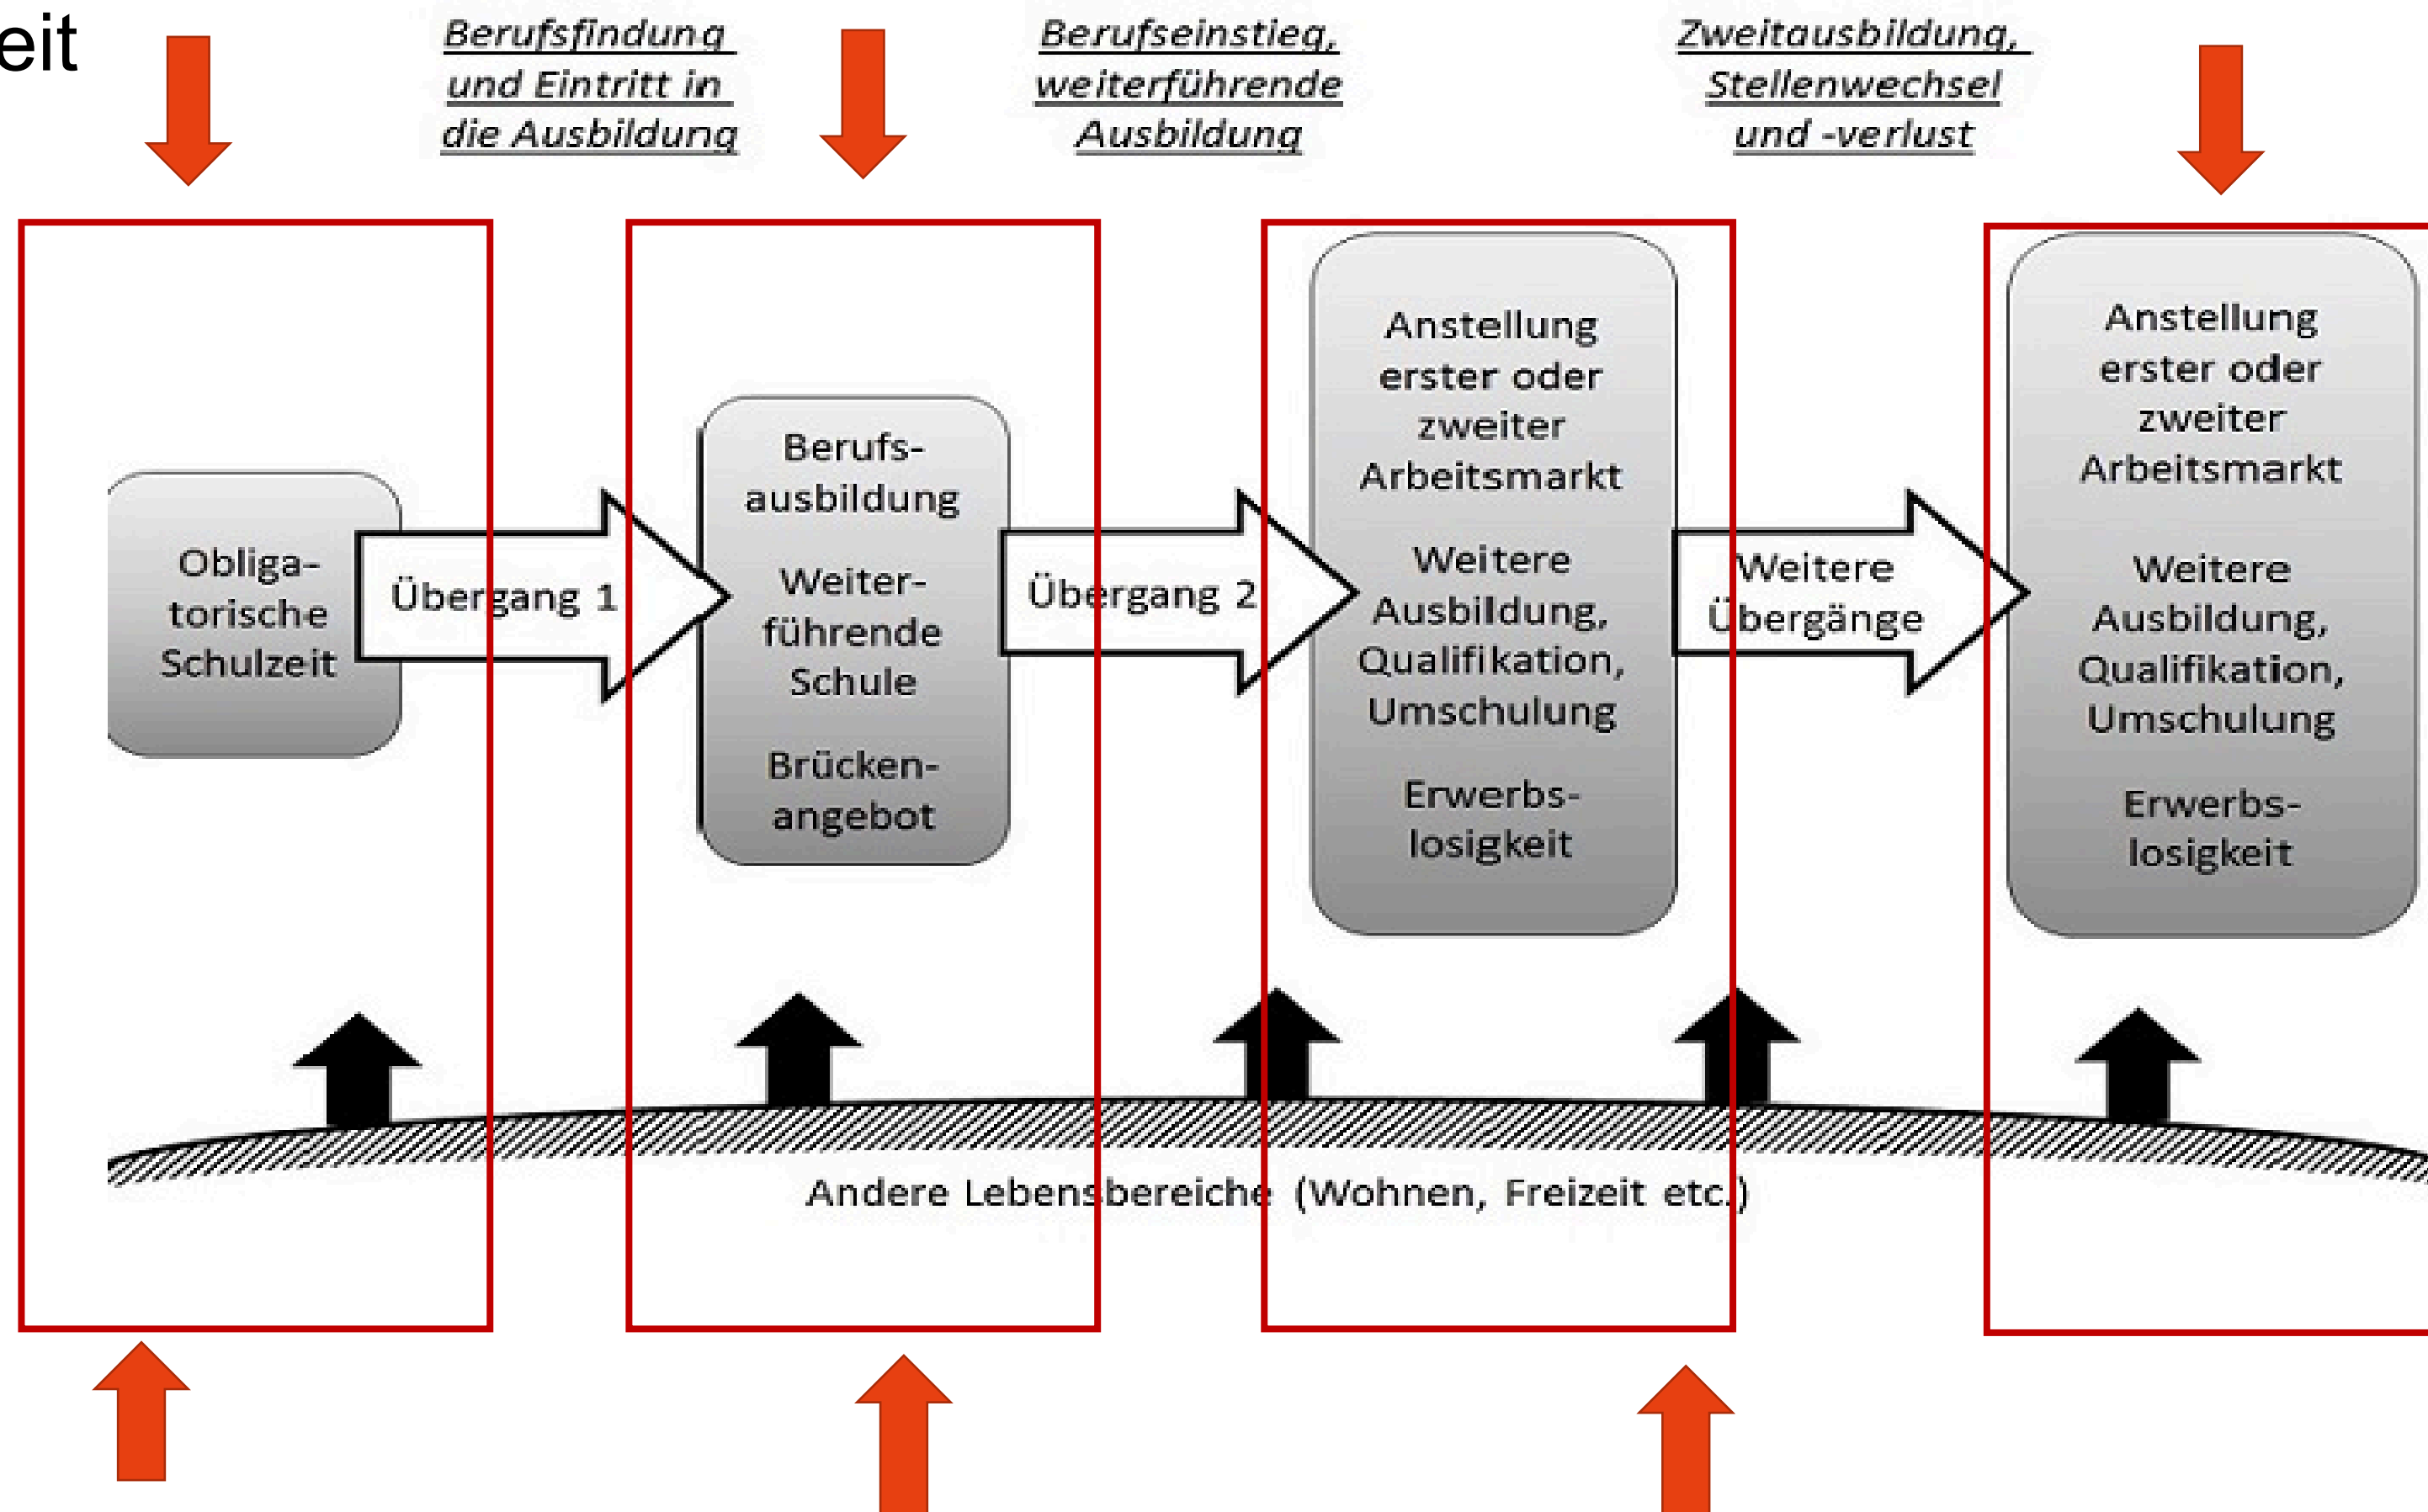 eit
Berufsfindung
und Eintritt in
die Ausbildung
Berufseinstieg,
weiterführende
Ausbildung
Zweitausbildung,
Stellenwechsel
und -verlust
Obliga-
torische
Schulzeit
Übergang 1
Berufs-
ausbildung
Weiter-
führende
Schule
Brücken-
angebot
Übergang 2
Anstellung
erster oder
zweiter
Arbeitsmarkt
Weitere
Ausbildung,
Qualifikation,
Umschulung
Erwerbs-
losigkeit
Weitere
Übergänge
Anstellung
erster oder
zweiter
Arbeitsmarkt
Weitere
Ausbildung,
Qualifikation,
Umschulung
Erwerbs-
losigkeit
Andere Lebensbereiche (Wohnen, Freizeit etc.)